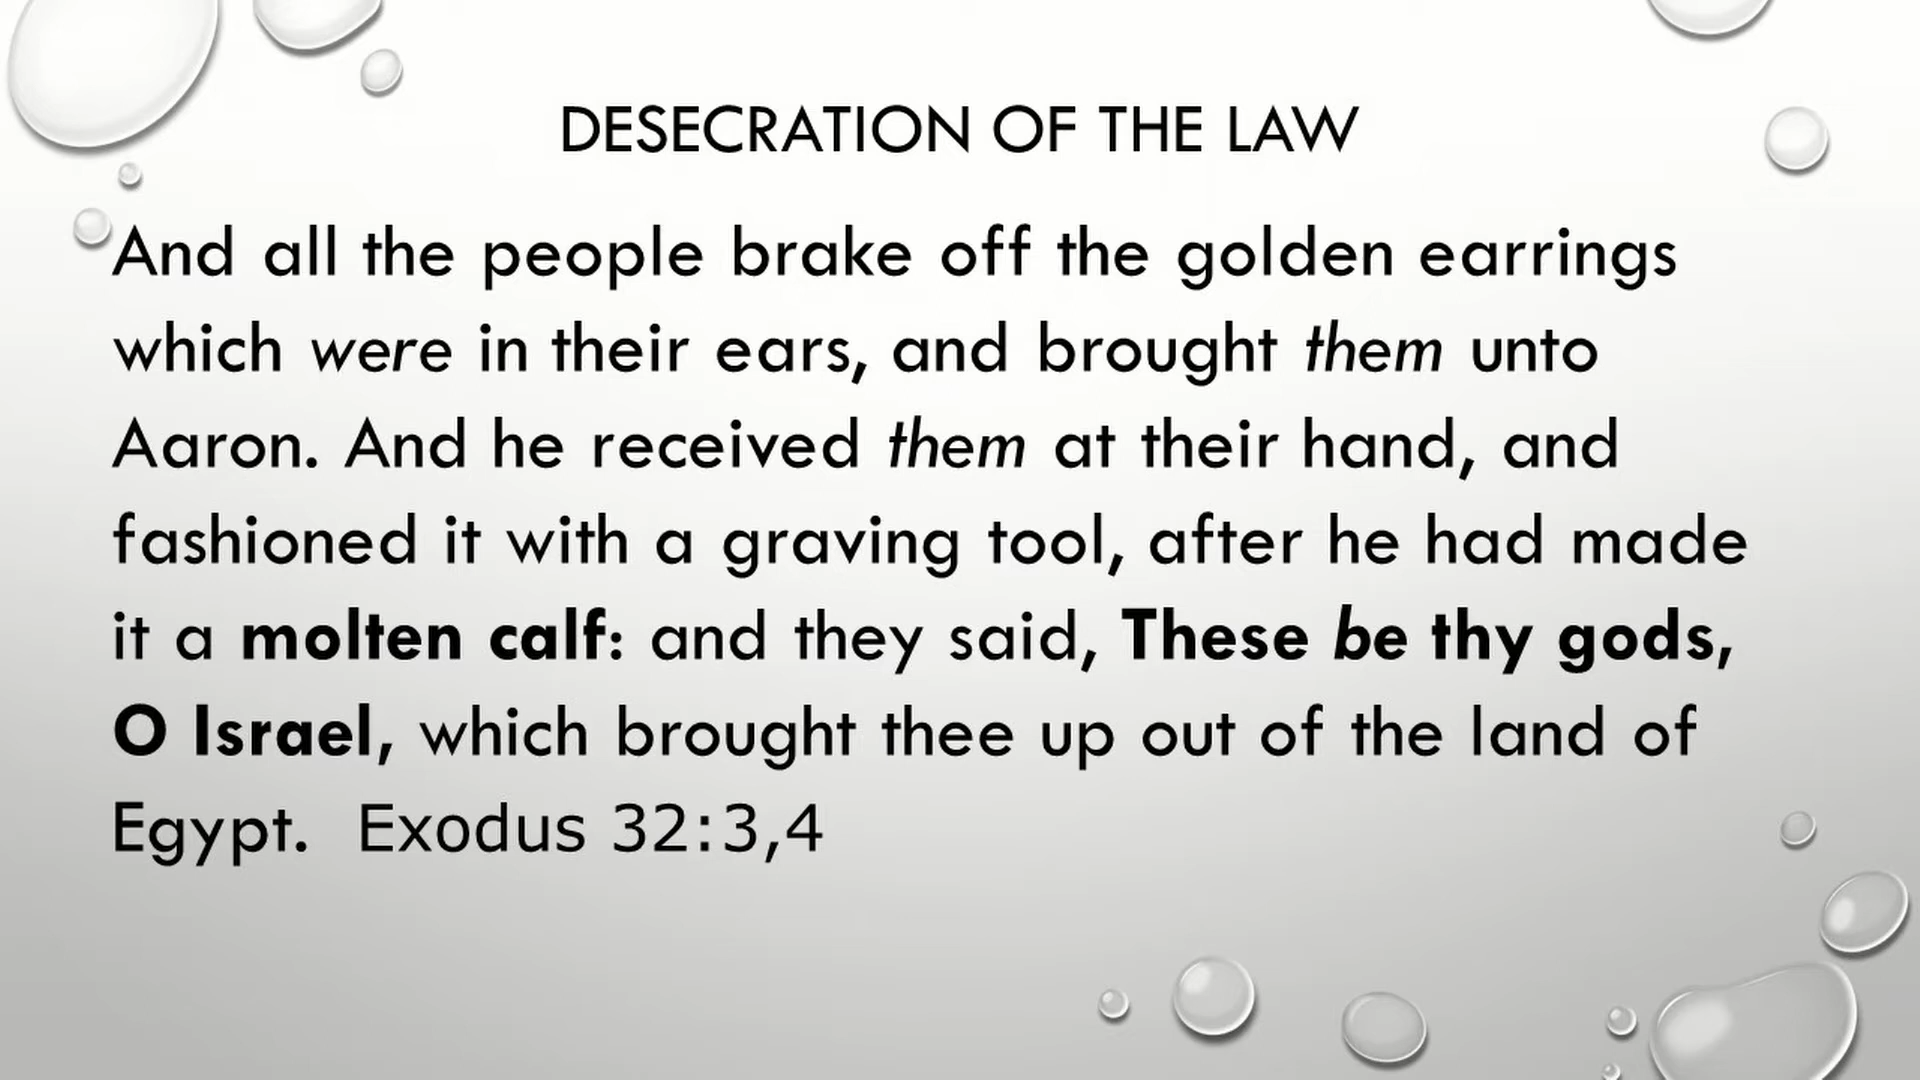 DESECRATION OF THE LAW
And all the people brake off the golden earrings
which were in their ears, and brought them unto
Aaron. And he received them at their hand, and
fashioned it with a graving tool, after he had made
it a molten calf: and they said, These be thy gods,
O Israel, which brought thee up out of the land of
Egypt.  Exodus 32:3,4